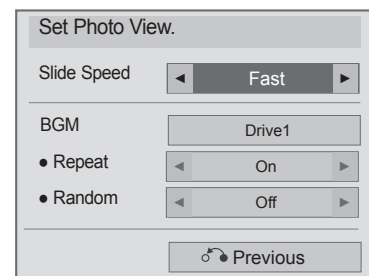 Set Photo View.
Slide Speed ◄ Fast ►
BGM Drive1
● Repeat ◄ On ►
● Random ◄ Off ►
Previous